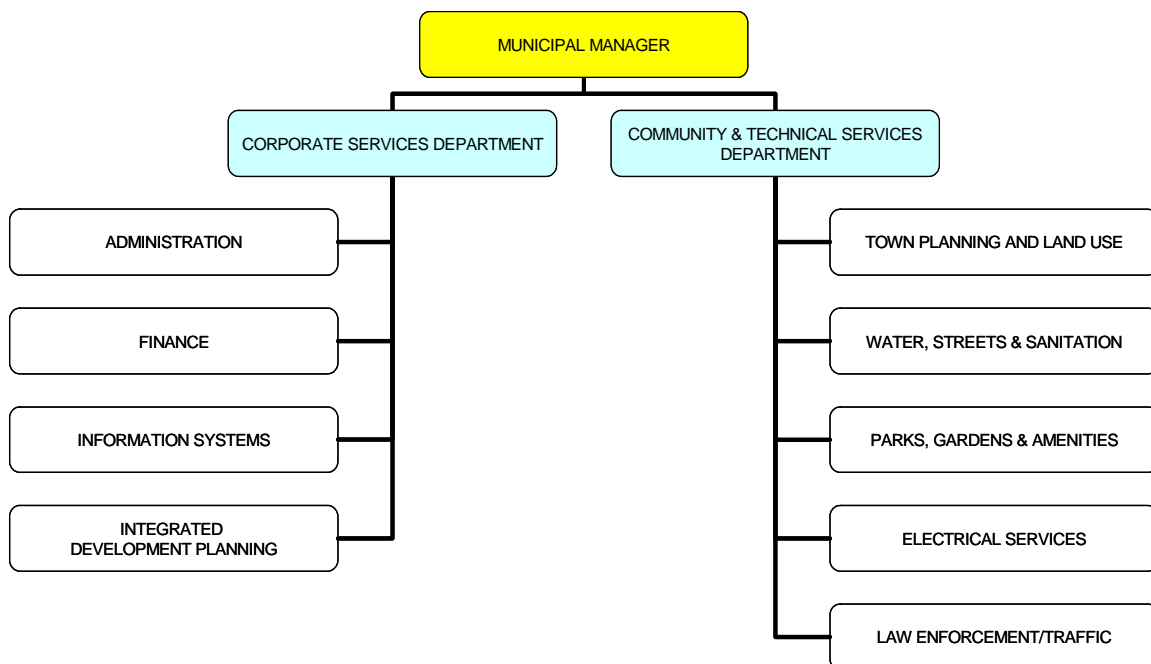 MUNICIPAL MANAGER
CORPORATE SERVICES DEPARTMENT
COMMUNITY & TECHNICAL SERVICES
DEPARTMENT
ADMINISTRATION
FINANCE
INFORMATION SYSTEMS
INTEGRATED
DEVELOPMENT PLANNING
TOWN PLANNING AND LAND USE
WATER, STREETS & SANITATION
PARKS, GARDENS & AMENITIES
ELECTRICAL SERVICES
LAW ENFORCEMENT/TRAFFIC